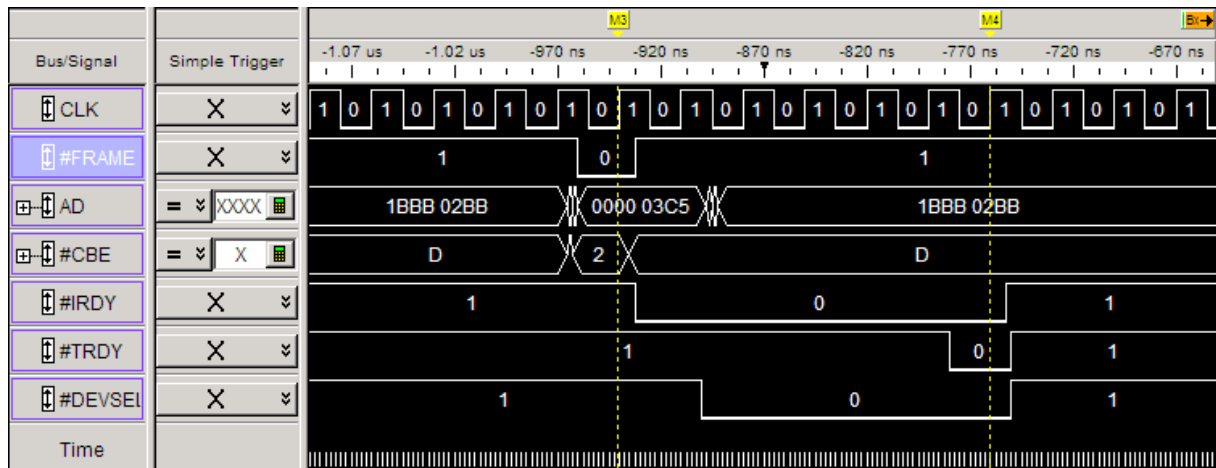 M3 M4 Bx
Bus/Signal Simple Trigger -1.07 us -1.02 us -970 ns -920 ns -870 ns -820 ns -770 ns -720 ns -670 ns
CLK X 1 0 1 0 1 0 1 0 1 0 1 0 1 0 1 0 1 0 1 0 1 0 1 0 1 0 1 0 1
#FRAME X 1 0 1
AD = XXXX 1BBB 02BB 0000 03C5 1BBB 02BB
#CBE = X D 2 D
#IRDY X 1 0 1
#TRDY X 1 0 1
#DEVSEL X 1 0 1
Time